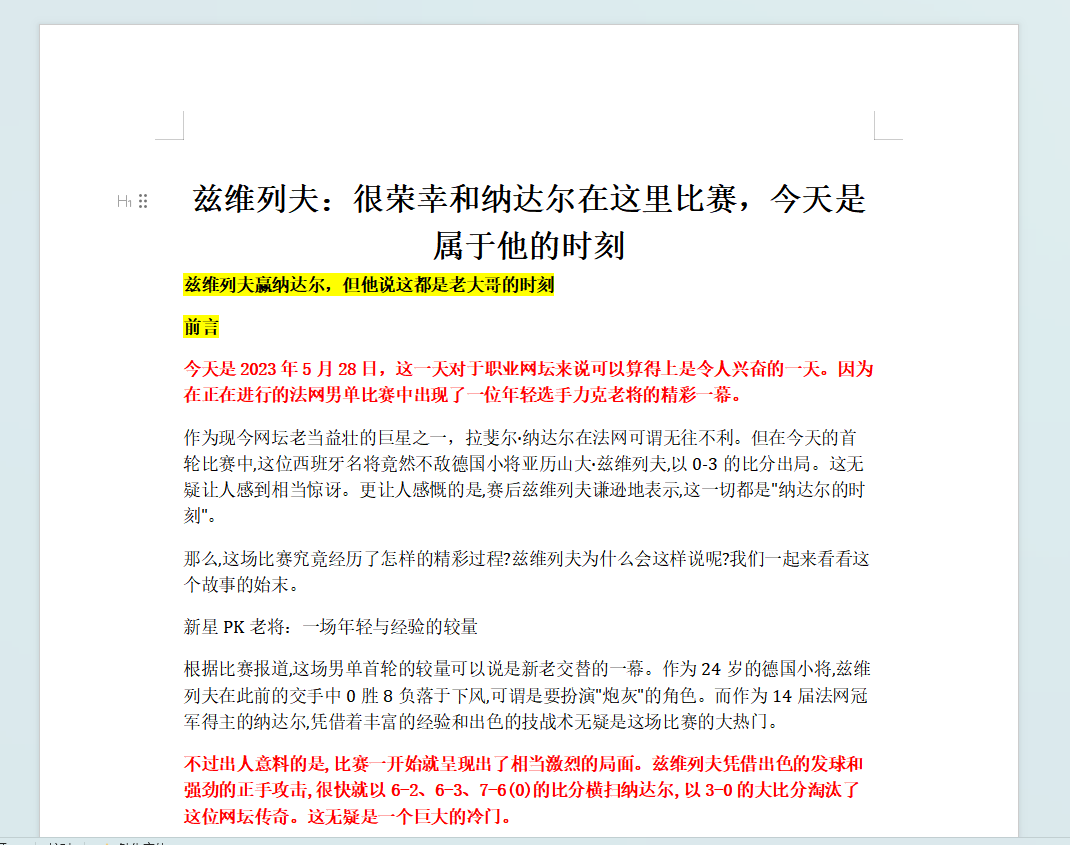 H1
兹维列夫：很荣幸和纳达尔在这里比赛，今天是
属于他的时刻
兹维列夫赢纳达尔，但他说这都是老大哥的时刻
前言
今天是 2023 年 5 月 28 日，这一天对于职业网坛来说可以算得上是令人兴奋的一天。因为
在正在进行的法网男单比赛中出现了一位年轻选手力克老将的精彩一幕。
作为现今网坛老当益壮的巨星之一，拉斐尔·纳达尔在法网可谓无往不利。但在今天的首
轮比赛中,这位西班牙名将竟然不敌德国小将亚历山大·兹维列夫,以 0-3 的比分出局。这无
疑让人感到相当惊讶。更让人感慨的是,赛后兹维列夫谦逊地表示,这一切都是"纳达尔的时
刻"。
那么,这场比赛究竟经历了怎样的精彩过程?兹维列夫为什么会这样说呢?我们一起来看看这
个故事的始末。
新星 PK 老将：一场年轻与经验的较量
根据比赛报道,这场男单首轮的较量可以说是新老交替的一幕。作为 24 岁的德国小将,兹维
列夫在此前的交手中 0 胜 8 负落于下风,可谓是要扮演"炮灰"的角色。而作为 14 届法网冠
军得主的纳达尔,凭借着丰富的经验和出色的技战术无疑是这场比赛的大热门。
不过出人意料的是,比赛一开始就呈现出了相当激烈的局面。兹维列夫凭借出色的发球和
强劲的正手攻击,很快就以 6-2、6-3、7-6(0)的比分横扫纳达尔,以 3-0 的大比分淘汰了
这位网坛传奇。这无疑是一个巨大的冷门。